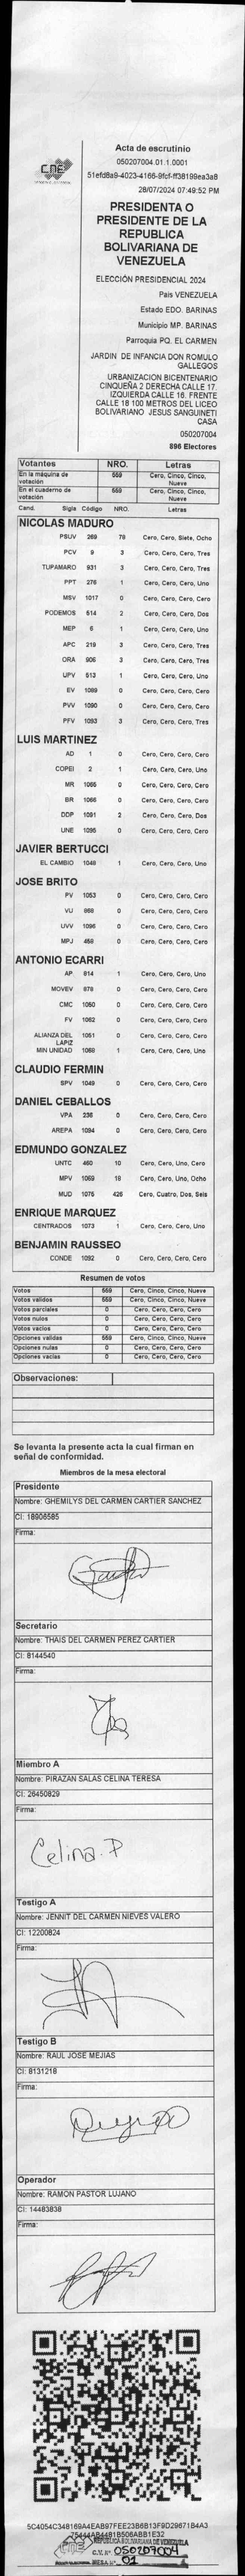 CNE
Acta de escrutinio
050207004.01.1.0001
51efd8a9-4023-4166-9fcf-ff38199ea3a8
28/07/2024 07:49:52 PM
PRESIDENTA O
PRESIDENTE DE LA
REPUBLICA
BOLIVARIANA DE
VENEZUELA
ELECCIÓN PRESIDENCIAL 2024
Pais VENEZUELA
Estado EDO. BARINAS
Municipio MP. BARINAS
Parroquia PQ. EL CARMEN
JARDIN DE INFANCIA DON ROMULO
GALLEGOS
URBANIZACION BICENTENARIO
CINQUEÑA 2 DERECHA CALLE 17.
IZQUIERDA CALLE 16. FRENTE
CALLE 18 100 METROS DEL LICEO
BOLIVARIANO JESUS SANGUINETI
CASA
050207004
896 Electores
Votantes NRO. Letras
En la máquina de votación 559 Cero, Cinco, Cinco, Nueve
En el cuaderno de votación 559 Cero, Cinco, Cinco, Nueve
Cand. Sigla Código NRO. Letras
NICOLAS MADURO
PSUV 269 78 Cero, Cero, Siete, Ocho
PCV 9 3 Cero, Cero, Cero, Tres
TUPAMARO 931 3 Cero, Cero, Cero, Tres
PPT 276 1 Cero, Cero, Cero, Uno
MSV 1017 0 Cero, Cero, Cero, Cero
PODEMOS 514 2 Cero, Cero, Cero, Dos
MEP 6 1 Cero, Cero, Cero, Uno
APC 219 3 Cero, Cero, Cero, Tres
ORA 906 3 Cero, Cero, Cero, Tres
UPV 513 1 Cero, Cero, Cero, Uno
EV 1089 0 Cero, Cero, Cero, Cero
PVV 1090 0 Cero, Cero, Cero, Cero
PFV 1093 3 Cero, Cero, Cero, Tres
LUIS MARTINEZ
AD 1 0 Cero, Cero, Cero, Cero
COPEI 2 1 Cero, Cero, Cero, Uno
MR 1065 0 Cero, Cero, Cero, Cero
BR 1066 0 Cero, Cero, Cero, Cero
DDP 1091 2 Cero, Cero, Cero, Dos
UNE 1095 0 Cero, Cero, Cero, Cero
JAVIER BERTUCCI
EL CAMBIO 1048 1 Cero, Cero, Cero, Uno
JOSE BRITO
PV 1053 0 Cero, Cero, Cero, Cero
VU 868 0 Cero, Cero, Cero, Cero
UVV 1096 0 Cero, Cero, Cero, Cero
MPJ 458 0 Cero, Cero, Cero, Cero
ANTONIO ECARRI
AP 814 1 Cero, Cero, Cero, Uno
MOVEV 879 0 Cero, Cero, Cero, Cero
CMC 1050 0 Cero, Cero, Cero, Cero
FV 1062 0 Cero, Cero, Cero, Cero
ALIANZA DEL LÁPIZ 1051 0 Cero, Cero, Cero, Cero
MIN UNIDAD 1068 1 Cero, Cero, Cero, Uno
CLAUDIO FERMIN
SPV 1049 0 Cero, Cero, Cero, Cero
DANIEL CEBALLOS
VPA 236 0 Cero, Cero, Cero, Cero
AREPA 1094 0 Cero, Cero, Cero, Cero
EDMUNDO GONZALEZ
UNTC 460 10 Cero, Cero, Uno, Cero
MPV 1069 18 Cero, Cero, Uno, Ocho
MUD 1075 426 Cero, Cuatro, Dos, Seis
ENRIQUE MARQUEZ
CENTRADOS 1073 1 Cero, Cero, Cero, Uno
BENJAMIN RAUSSEO
CONDE 1092 0 Cero, Cero, Cero, Cero
Resumen de votos
Votos 559 Cero, Cinco, Cinco, Nueve
Votos validos 559 Cero, Cinco, Cinco, Nueve
Votos parciales 0 Cero, Cero, Cero, Cero
Votos nulos 0 Cero, Cero, Cero, Cero
Votos vacios 0 Cero, Cero, Cero, Cero
Opciones validas 559 Cero, Cinco, Cinco, Nueve
Opciones nulas 0 Cero, Cero, Cero, Cero
Opciones vacias 0 Cero, Cero, Cero, Cero
Observaciones:
Se levanta la presente acta la cual firman en
señal de conformidad.
Miembros de la mesa electoral
Presidente
Nombre: GHEMILYS DEL CARMEN CARTIER SANCHEZ
CI: 18906585
Firma:
Secretario
Nombre: THAIS DEL CARMEN PEREZ CARTIER
CI: 8144540
Firma:
Miembro A
Nombre: PIRAZAN SALAS CELINA TERESA
CI: 26450829
Firma:
Celina. P
Testigo A
Nombre: JENNIT DEL CARMEN NIEVES VALERO
CI: 12200824
Firma:
Testigo B
Nombre: RAUL JOSE MEJIAS
CI: 8131218
Firma:
Operador
Nombre: RAMON PASTOR LUJANO
CI: 14483838
Firma:
5C4054C348169A4EAB97FEE23B6B13F9D29671B4A3
75444AB4481B506ABB1E32
CNE REPÚBLICA BOLIVARIANA DE VENEZUELA
C.V. Nº. 050207004
MESA Nº. 01